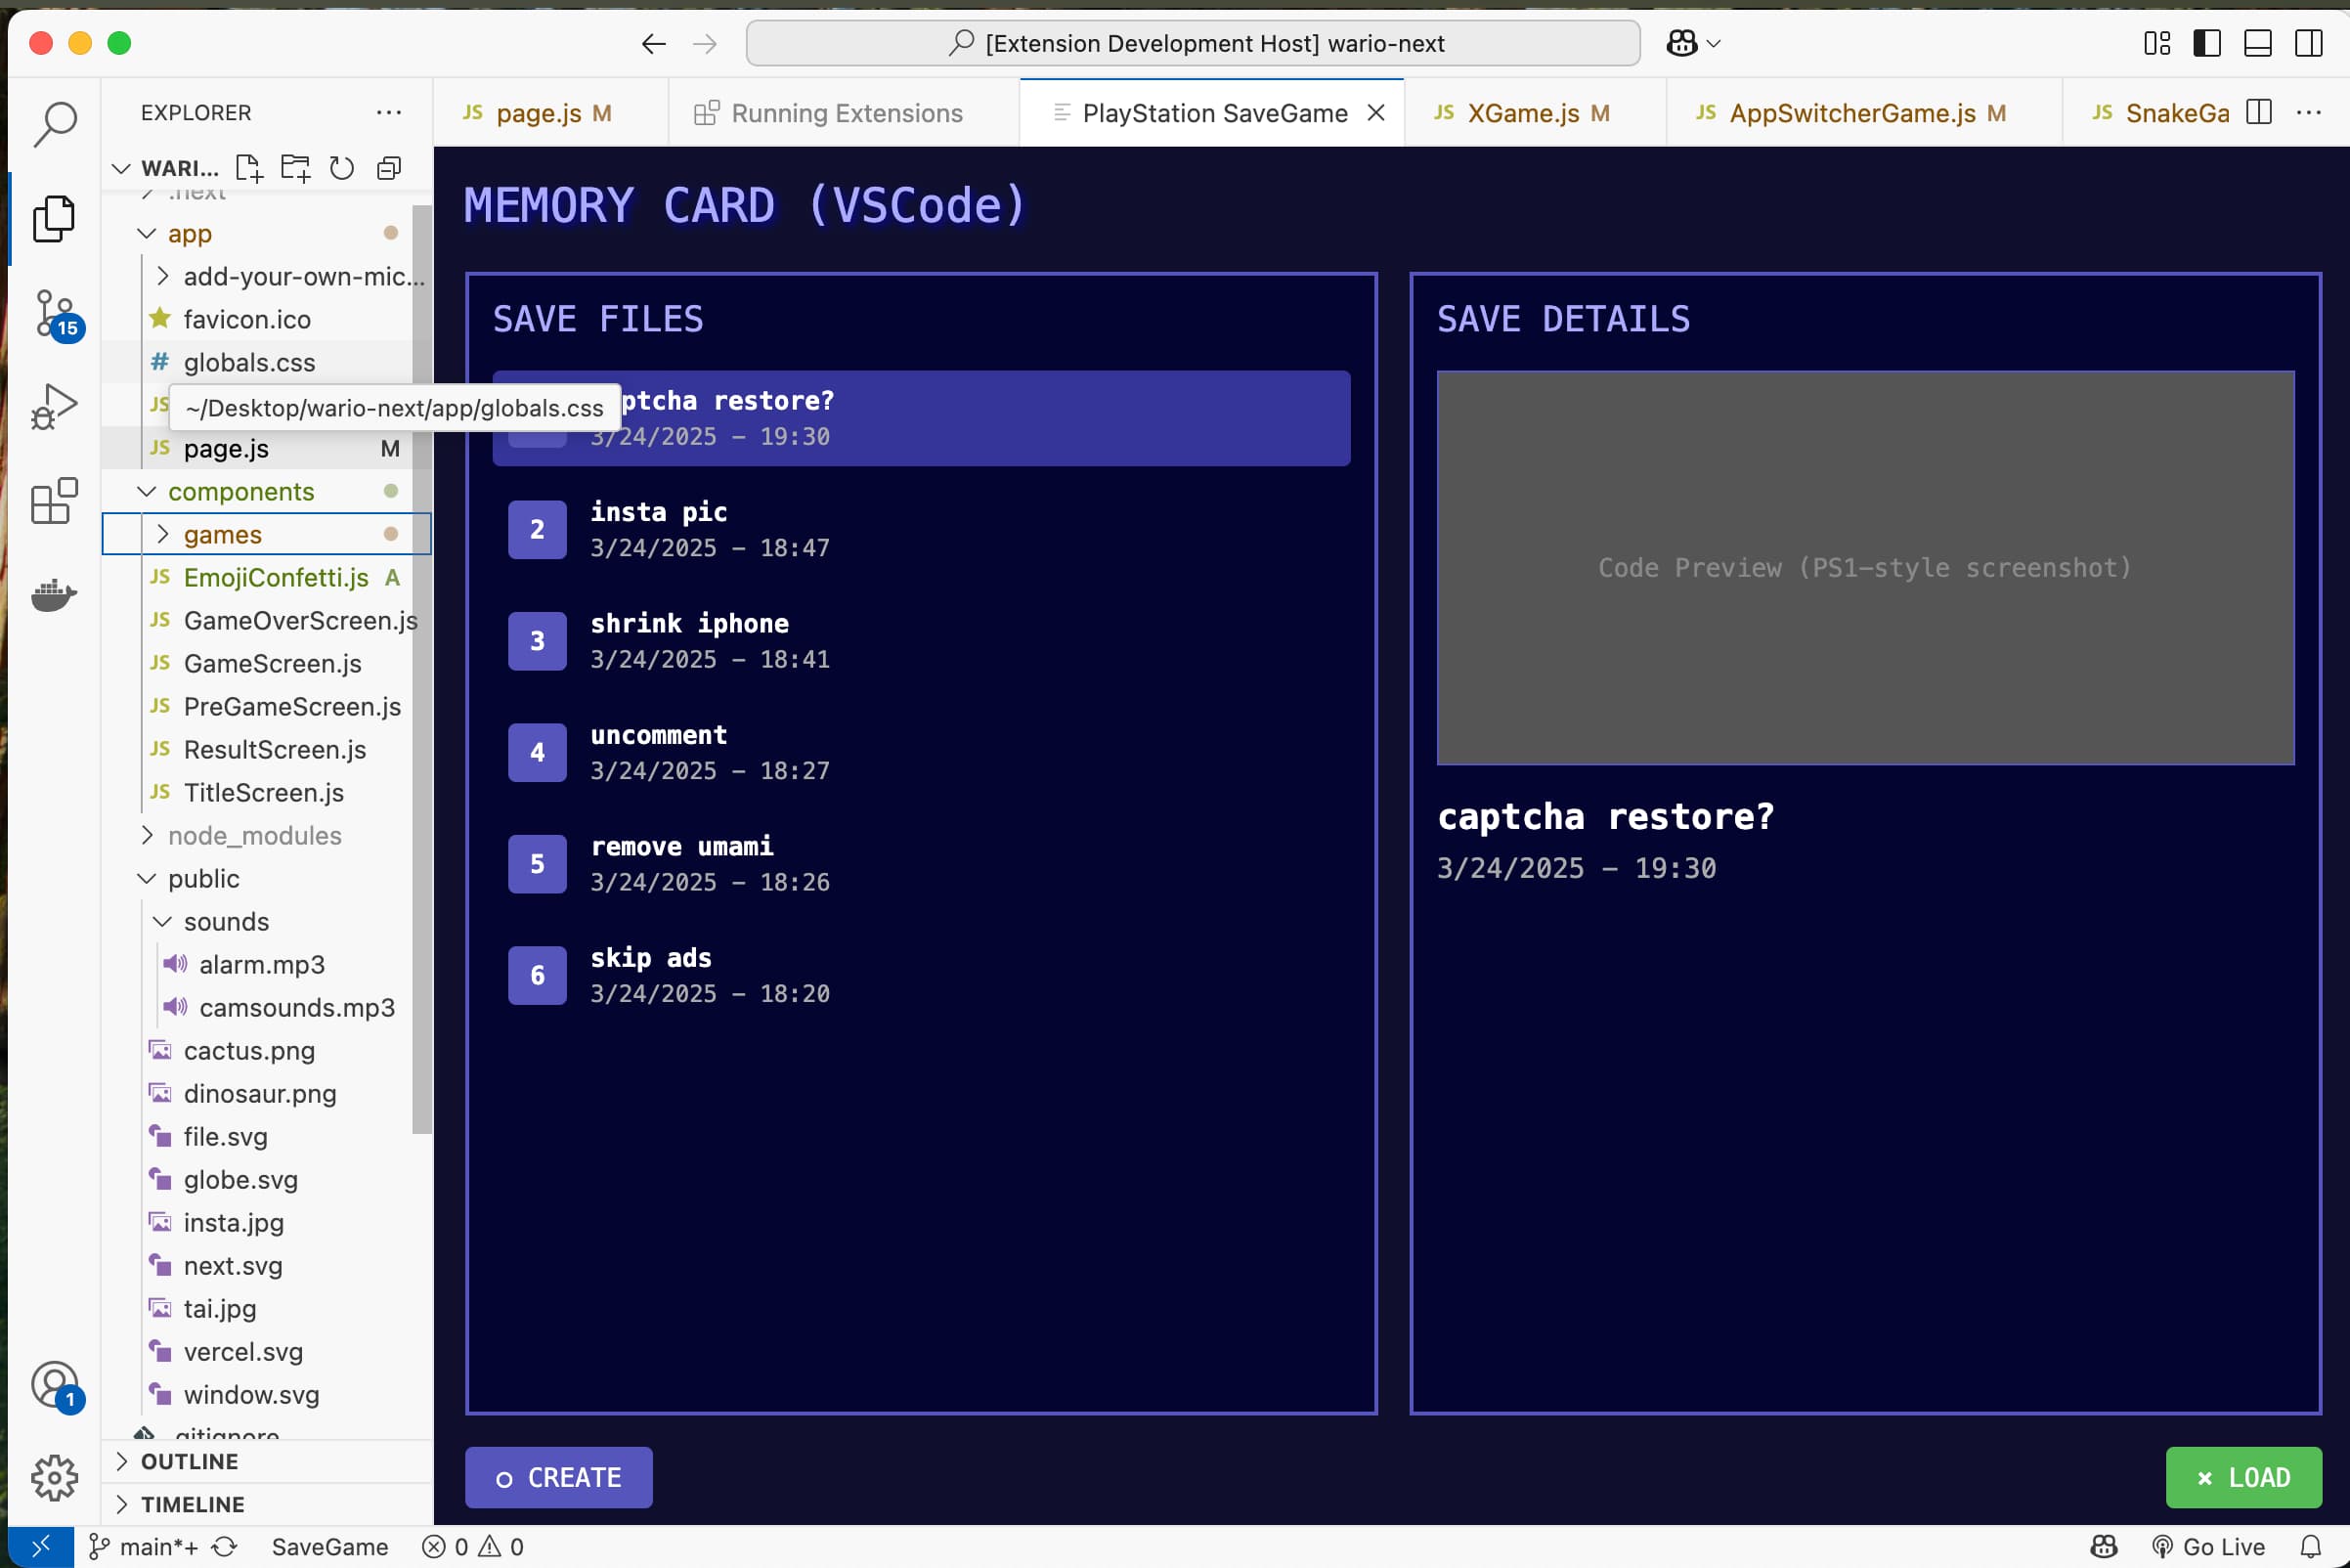 [Extension Development Host] wario-next
EXPLORER
WARI...
.next
app
add-your-own-mic...
favicon.ico
# globals.css
JS
~/Desktop/wario-next/app/globals.css
JS page.js M
components
games
JS EmojiConfetti.js A
JS GameOverScreen.js
JS GameScreen.js
JS PreGameScreen.js
JS ResultScreen.js
JS TitleScreen.js
node_modules
public
sounds
alarm.mp3
camsounds.mp3
cactus.png
dinosaur.png
file.svg
globe.svg
insta.jpg
next.svg
tai.jpg
vercel.svg
window.svg
.gitignore
OUTLINE
TIMELINE
15
1
JS page.js M
Running Extensions
PlayStation SaveGame
JS XGame.js M
JS AppSwitcherGame.js M
JS SnakeGa
MEMORY CARD (VSCode)
SAVE FILES
ptcha restore?
3/24/2025 – 19:30
2
insta pic
3/24/2025 – 18:47
3
shrink iphone
3/24/2025 – 18:41
4
uncomment
3/24/2025 – 18:27
5
remove umami
3/24/2025 – 18:26
6
skip ads
3/24/2025 – 18:20
CREATE
SAVE DETAILS
Code Preview (PS1-style screenshot)
captcha restore?
3/24/2025 – 19:30
× LOAD
main*+
SaveGame
0
0
Go Live